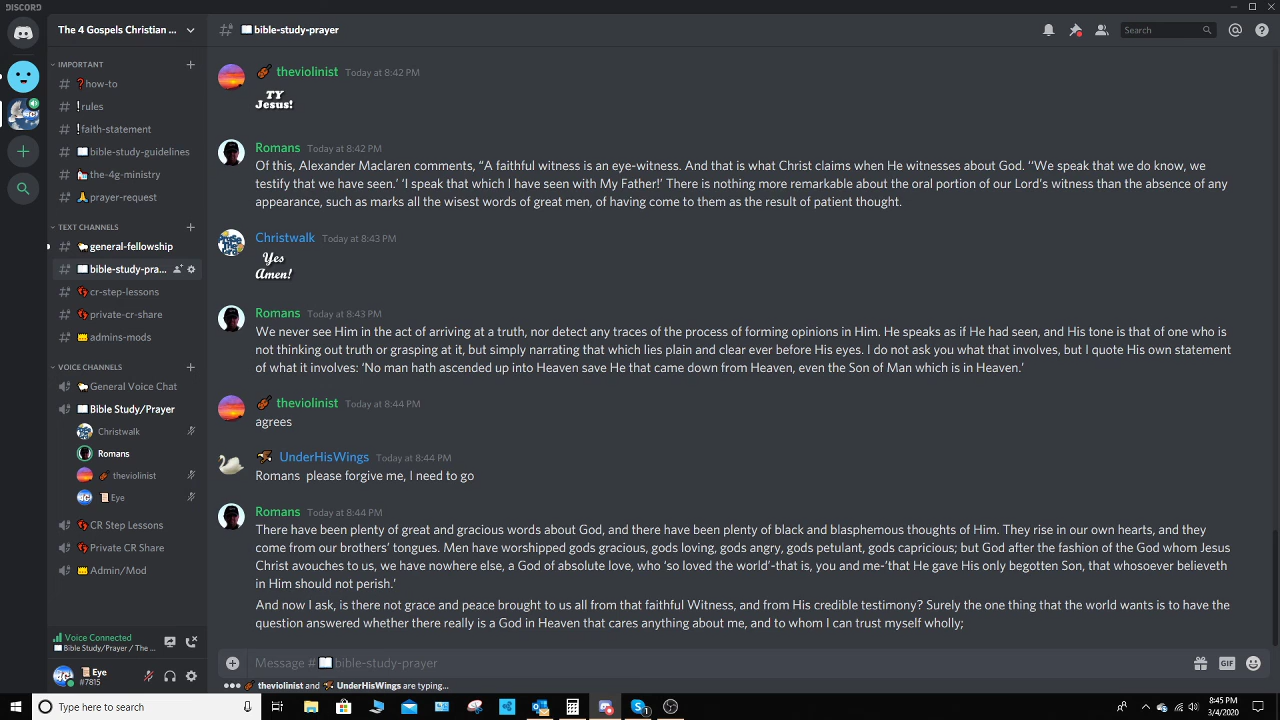 DISCORD
The 4 Gospels Christian ...
IMPORTANT
how-to
rules
faith-statement
bible-study-guidelines
the-4g-ministry
prayer-request
TEXT CHANNELS
general-fellowship
bible-study-pra...
cr-step-lessons
private-cr-share
admins-mods
VOICE CHANNELS
General Voice Chat
Bible Study/Prayer
Christwalk
Romans
theviolinist
Eye
CR Step Lessons
Private CR Share
Admin/Mod
Voice Connected
Bible Study/Prayer / The ...
Eye
#7815
bible-study-prayer
Search
theviolinist Today at 8:42 PM
TY
Jesus!
Romans Today at 8:42 PM
Of this, Alexander Maclaren comments, “A faithful witness is an eye-witness. And that is what Christ claims when He witnesses about God. ‘‘We speak that we do know, we
testify that we have seen.’ ‘I speak that which I have seen with My Father!’ There is nothing more remarkable about the oral portion of our Lord’s witness than the absence of any
appearance, such as marks all the wisest words of great men, of having come to them as the result of patient thought.
Christwalk Today at 8:43 PM
Yes
Amen!
Romans Today at 8:43 PM
We never see Him in the act of arriving at a truth, nor detect any traces of the process of forming opinions in Him. He speaks as if He had seen, and His tone is that of one who is
not thinking out truth or grasping at it, but simply narrating that which lies plain and clear ever before His eyes. I do not ask you what that involves, but I quote His own statement
of what it involves: ‘No man hath ascended up into Heaven save He that came down from Heaven, even the Son of Man which is in Heaven.’
theviolinist Today at 8:44 PM
agrees
UnderHisWings Today at 8:44 PM
Romans please forgive me, I need to go
Romans Today at 8:44 PM
There have been plenty of great and gracious words about God, and there have been plenty of black and blasphemous thoughts of Him. They rise in our own hearts, and they
come from our brothers’ tongues. Men have worshipped gods gracious, gods loving, gods angry, gods petulant, gods capricious; but God after the fashion of the God whom Jesus
Christ avouches to us, we have nowhere else, a God of absolute love, who ‘so loved the world’-that is, you and me-‘that He gave His only begotten Son, that whosoever believeth
in Him should not perish.’
And now I ask, is there not grace and peace brought to us all from that faithful Witness, and from His credible testimony? Surely the one thing that the world wants is to have the
question answered whether there really is a God in Heaven that cares anything about me, and to whom I can trust myself wholly;
Message # bible-study-prayer
GIF
theviolinist and UnderHisWings are typing...
Type here to search
8:45 PM
3/4/2020